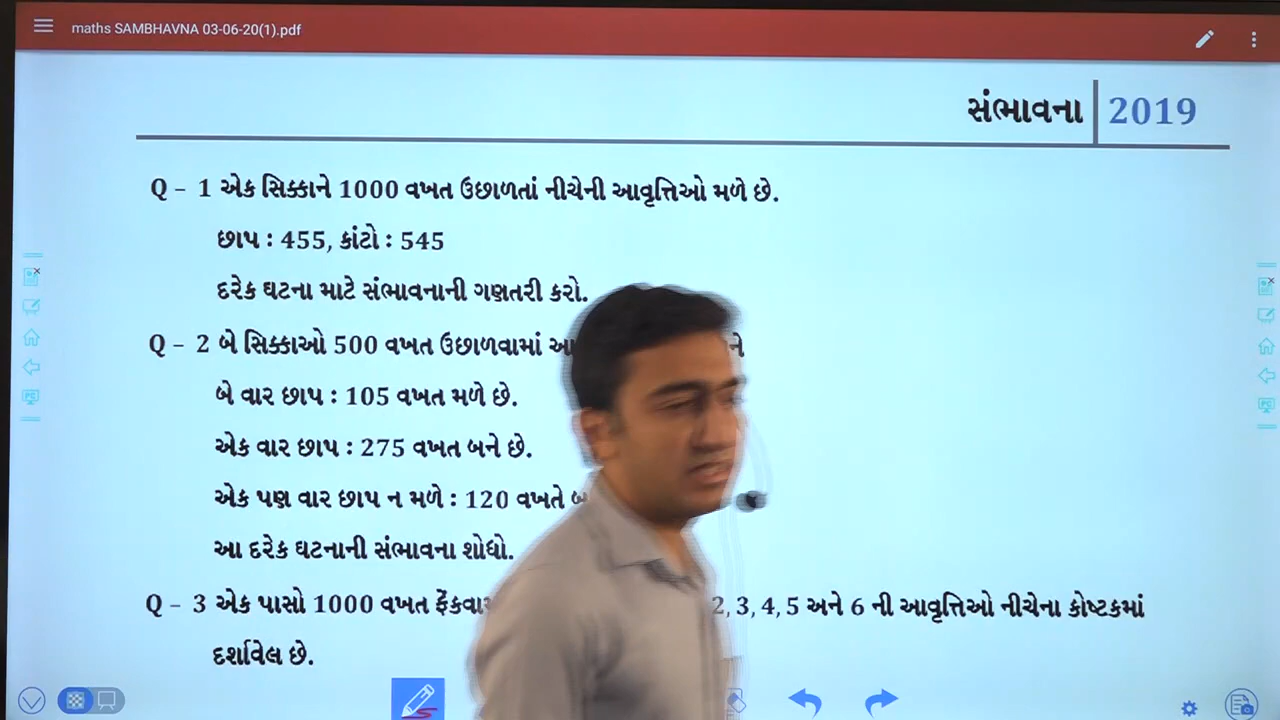 maths SAMBHAVNA 03-06-20(1).pdf
સંભાવના 2019
Q – 1 એક સિક્કાને 1000 વખત ઉછાળતાં નીચેની આવૃત્તિઓ મળે છે.
છાપ : 455, કાંટો : 545
દરેક ઘટના માટે સંભાવનાની ગણતરી કરો.
Q – 2 બે સિક્કાઓ 500 વખત ઉછાળવામાં
બે વાર છાપ : 105 વખત મળે છે.
એક વાર છાપ : 275 વખત બને છે.
એક પણ વાર છાપ ન મળે : 120 વખતે
આ દરેક ઘટનાની સંભાવના શોધો.
Q – 3 એક પાસો 1000 વખત 2, 3, 4, 5 અને 6 ની આવૃત્તિઓ નીચેના કોષ્ટકમાં
દર્શાવેલ છે.